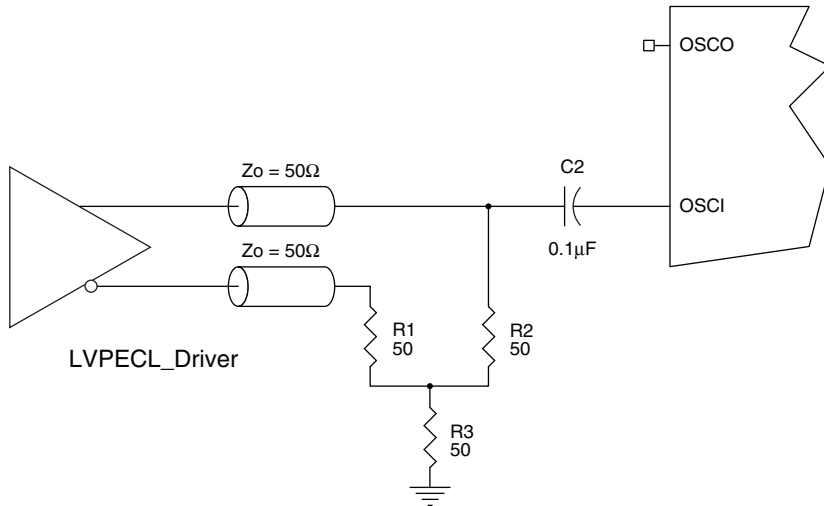 OSCO
Zo = 50Ω
C2
OSCI
0.1μF
Zo = 50Ω
R1
50
R2
50
LVPECL_Driver
R3
50